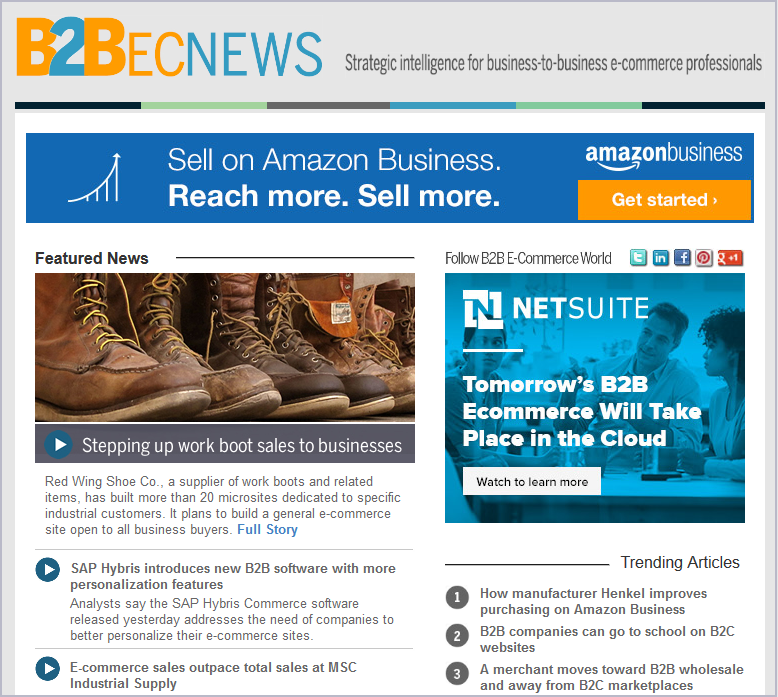 B2BECNEWS
Strategic intelligence for business-to-business e-commerce professionals
Sell on Amazon Business.
Reach more. Sell more.
amazonbusiness
Get started ›
Featured News
Stepping up work boot sales to businesses
Red Wing Shoe Co., a supplier of work boots and related
items, has built more than 20 microsites dedicated to specific
industrial customers. It plans to build a general e-commerce
site open to all business buyers. Full Story
SAP Hybris introduces new B2B software with more
personalization features
Analysts say the SAP Hybris Commerce software
released yesterday addresses the need of companies to
better personalize their e-commerce sites.
E-commerce sales outpace total sales at MSC
Industrial Supply
Follow B2B E-Commerce World
t in f p g +1
N NETSUITE
Tomorrow's B2B
Ecommerce Will Take
Place in the Cloud
Watch to learn more
Trending Articles
1 How manufacturer Henkel improves
purchasing on Amazon Business
2 B2B companies can go to school on B2C
websites
3 A merchant moves toward B2B wholesale
and away from B2C marketplaces